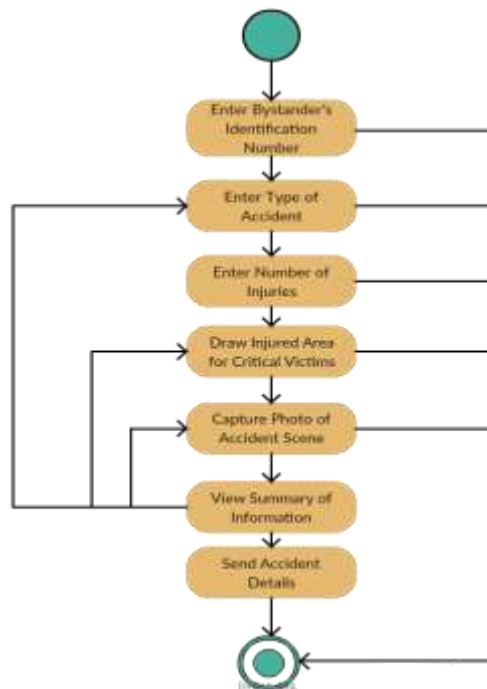 Enter Bystander's
Identification
Number
Enter Type of
Accident
Enter Number of
Injuries
Draw Injured Area
for Critical Victims
Capture Photo of
Accident Scene
View Summary of
Information
Send Accident
Details